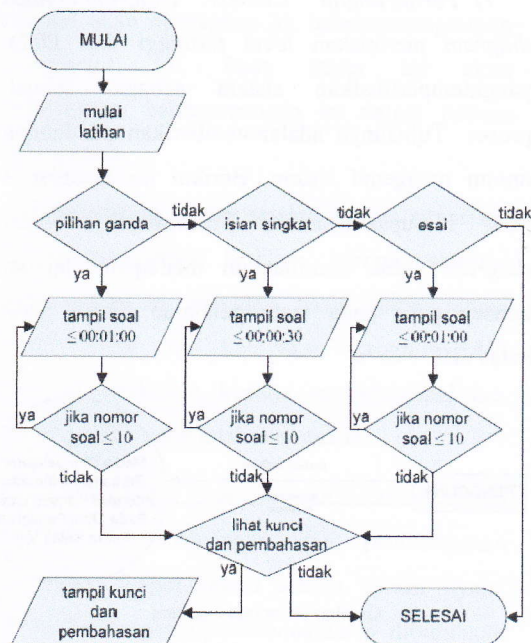 MULAI
mulai
latihan
pilihan ganda
tidak
isian singkat
tidak
esai
tidak
ya
ya
ya
tampil soal
≤ 00:01:00
tampil soal
≤ 00:00:30
tampil soal
≤ 00:01:00
ya
jika nomor
soal ≤ 10
ya
jika nomor
soal ≤ 10
ya
jika nomor
soal ≤ 10
tidak
tidak
tidak
lihat kunci
dan pembahasan
ya
tidak
tampil kunci
dan
pembahasan
SELESAI